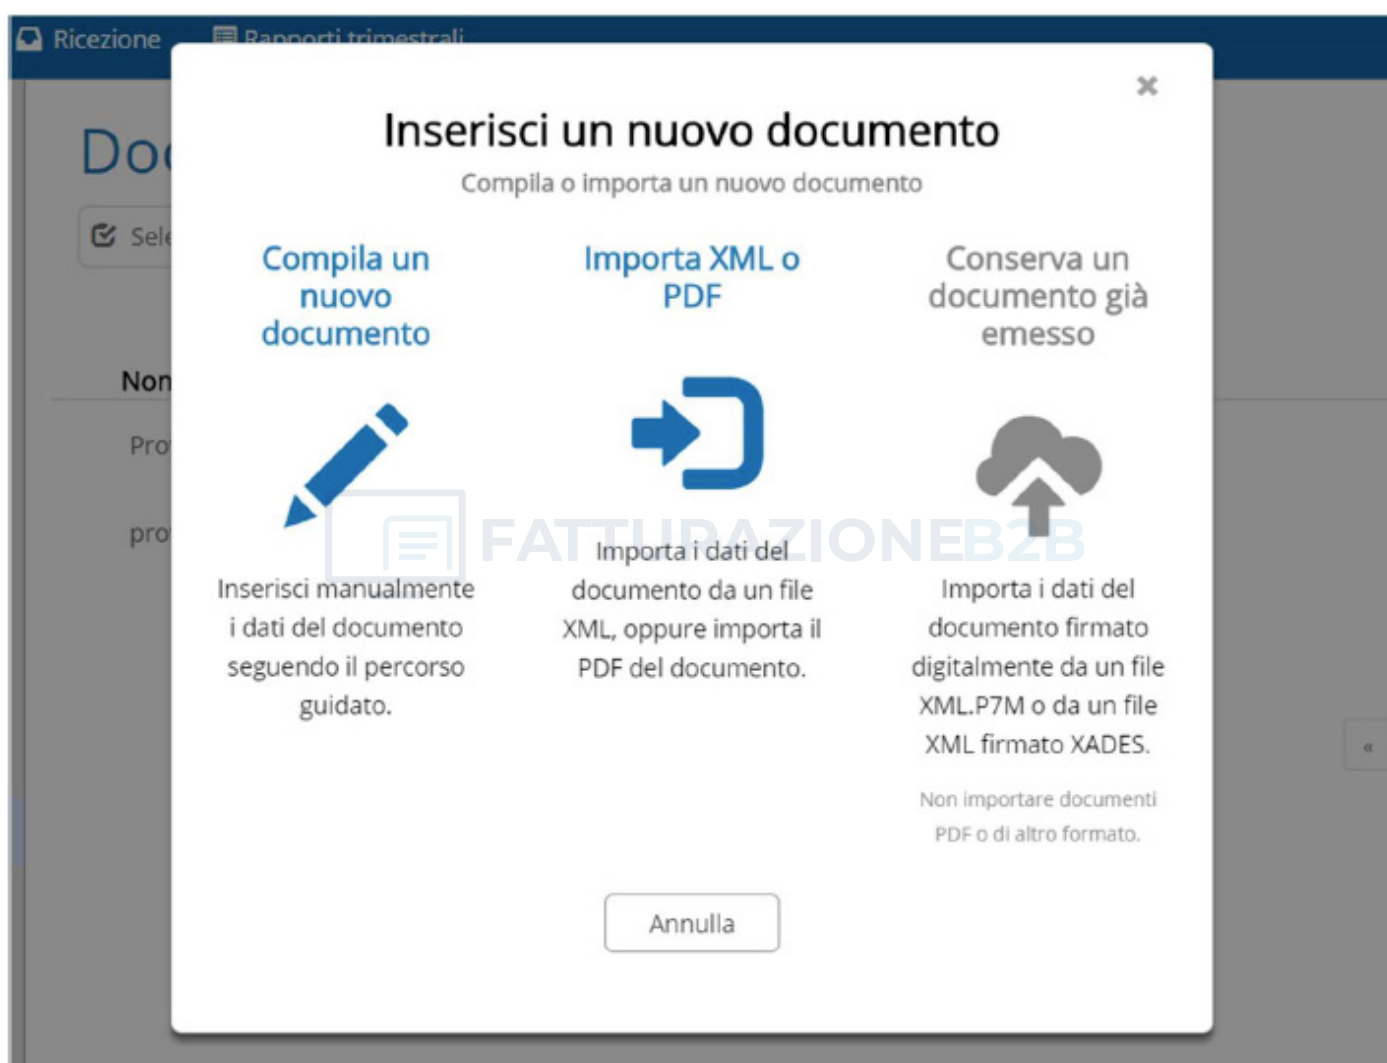 Ricezione
Rapporti trimestrali
Inserisci un nuovo documento
Compila o importa un nuovo documento
Compila un
nuovo
documento
Inserisci manualmente
i dati del documento
seguendo il percorso
guidato.
Importa XML o
PDF
Importa i dati del
documento da un file
XML, oppure importa il
PDF del documento.
Conserva un
documento già
emesso
Importa i dati del
documento firmato
digitalmente da un file
XML.P7M o da un file
XML firmato XADES.
Non importare documenti
PDF o di altro formato.
Annulla
FATTURAZIONEB2B
«